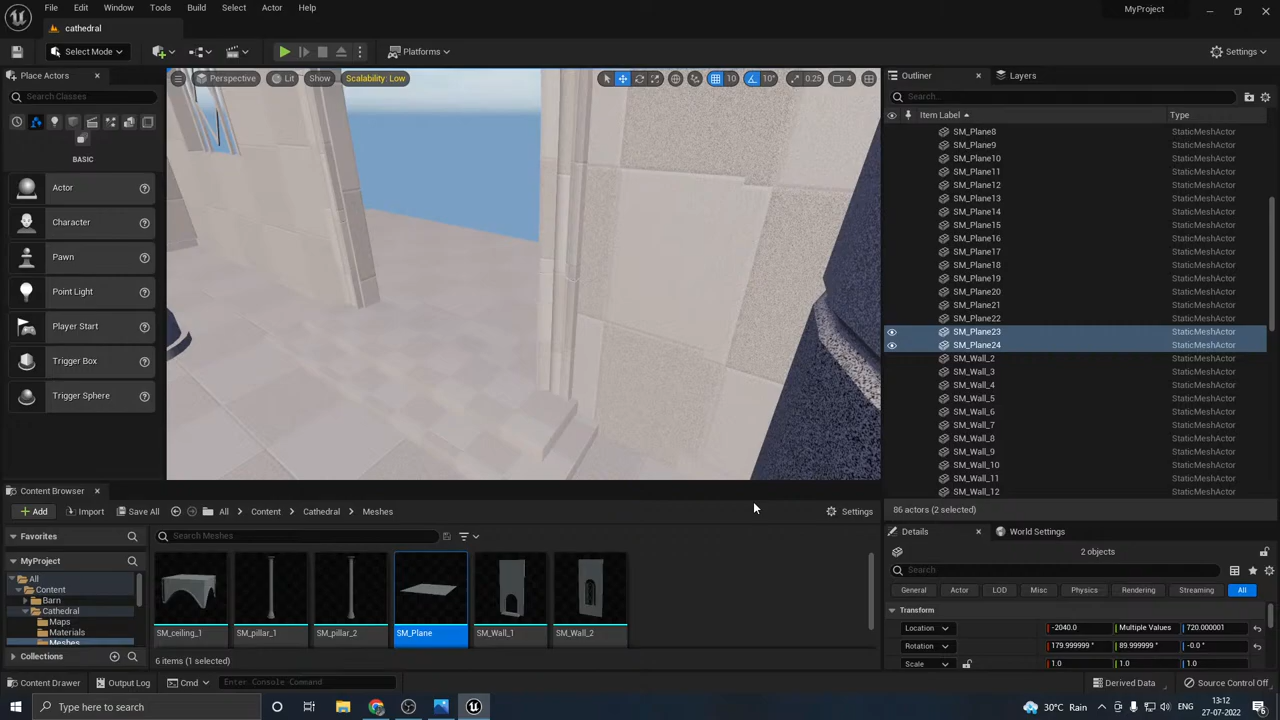 File Edit Window Tools Build Select Actor Help
MyProject
cathedral
Select Mode
Platforms
Settings
Place Actors
Search Classes
BASIC
Actor
Character
Pawn
Point Light
Player Start
Trigger Box
Trigger Sphere
Perspective Lit Show Scalability: Low
10 10° 0.25 4
Outliner Layers
Search...
Item Label Type
SM_Plane8 StaticMeshActor
SM_Plane9 StaticMeshActor
SM_Plane10 StaticMeshActor
SM_Plane11 StaticMeshActor
SM_Plane12 StaticMeshActor
SM_Plane13 StaticMeshActor
SM_Plane14 StaticMeshActor
SM_Plane15 StaticMeshActor
SM_Plane16 StaticMeshActor
SM_Plane17 StaticMeshActor
SM_Plane18 StaticMeshActor
SM_Plane19 StaticMeshActor
SM_Plane20 StaticMeshActor
SM_Plane21 StaticMeshActor
SM_Plane22 StaticMeshActor
SM_Plane23 StaticMeshActor
SM_Plane24 StaticMeshActor
SM_Wall_2 StaticMeshActor
SM_Wall_3 StaticMeshActor
SM_Wall_4 StaticMeshActor
SM_Wall_5 StaticMeshActor
SM_Wall_6 StaticMeshActor
SM_Wall_7 StaticMeshActor
SM_Wall_8 StaticMeshActor
SM_Wall_9 StaticMeshActor
SM_Wall_10 StaticMeshActor
SM_Wall_11 StaticMeshActor
SM_Wall_12 StaticMeshActor
86 actors (2 selected)
Content Browser
Add Import Save All All Content Cathedral Meshes Settings
Favorites
MyProject
All
Content
Barn
Cathedral
Maps
Materials
Meshes
Collections
Search Meshes
SM_ceiling_1 SM_pillar_1 SM_pillar_2 SM_Plane SM_Wall_1 SM_Wall_2
6 items (1 selected)
Details World Settings
2 objects
Search
General Actor LOD Misc Physics Rendering Streaming All
Transform
Location -2040.0 Multiple Values 720.000001
Rotation 179.999999 ° 89.999999 ° -0.0 °
Scale 1.0 1.0 1.0
Content Drawer Output Log Cmd Enter Console Command Derived Data Source Control Off
Type here to search
30°C Rain ENG 13:12
27-07-2022
6